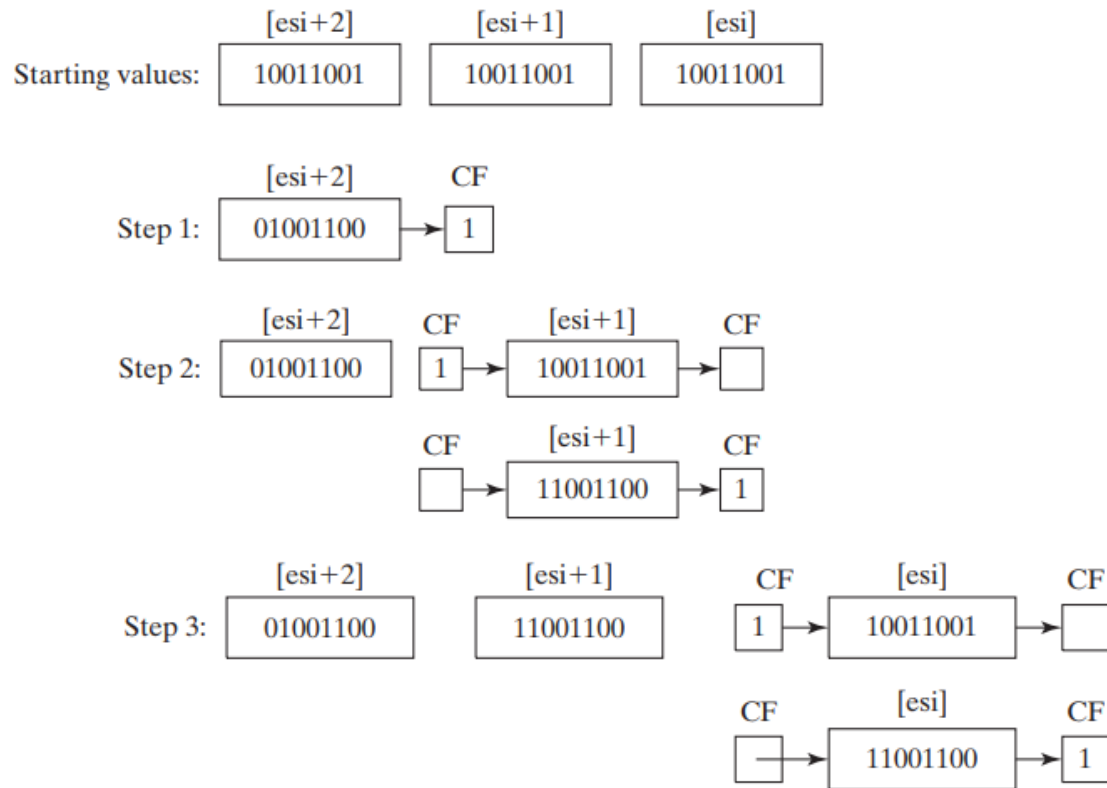 [esi+2] [esi+1] [esi]
Starting values: 10011001 10011001 10011001
[esi+2] CF
Step 1: 01001100 1
[esi+2] CF [esi+1] CF
Step 2: 01001100 1 10011001
CF [esi+1] CF
11001100 1
[esi+2] [esi+1] CF [esi] CF
Step 3: 01001100 11001100 1 10011001
CF [esi] CF
11001100 1